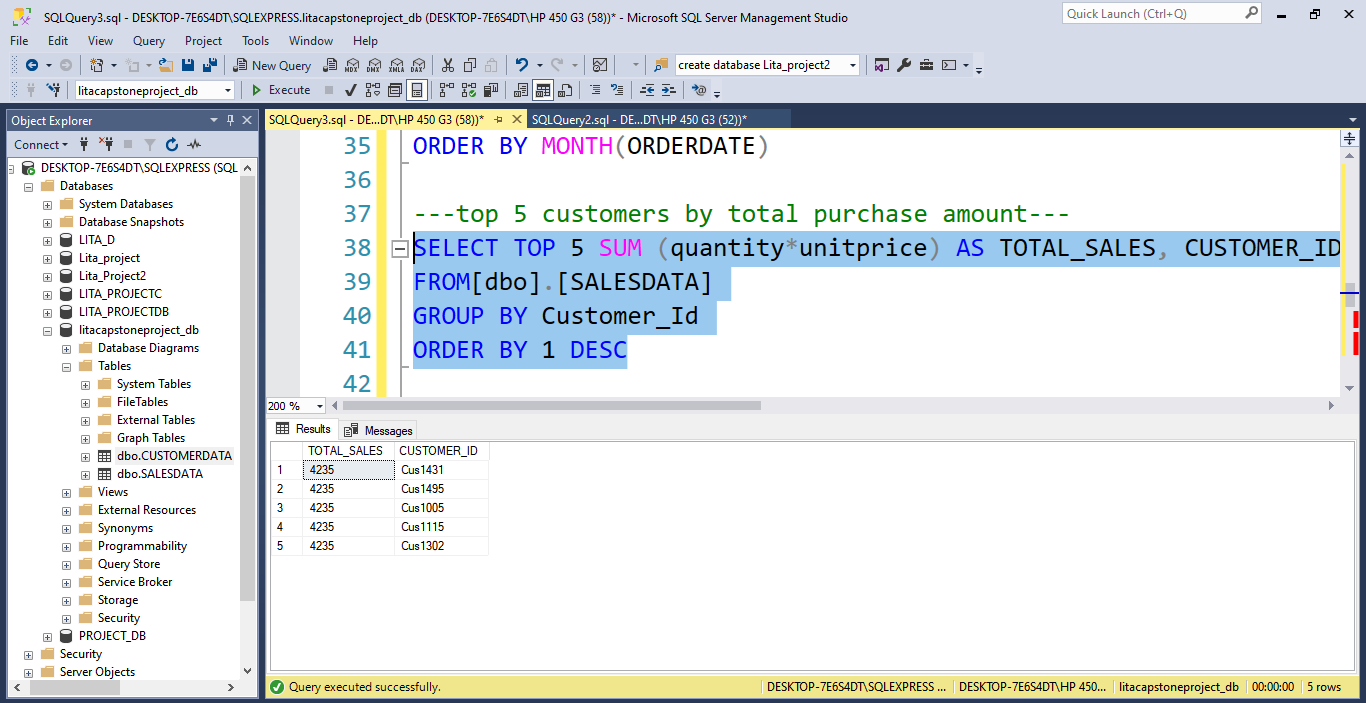 SQLQuery3.sql - DESKTOP-7E6S4DT\SQLEXPRESS.litacapstoneproject_db (DESKTOP-7E6S4DT\HP 450 G3 (58))* - Microsoft SQL Server Management Studio
Quick Launch (Ctrl+Q)
File Edit View Query Project Tools Window Help
New Query MDX DMX XMLA DAX create database Lita_project2
litacapstoneproject_db Execute
Object Explorer
Connect
DESKTOP-7E6S4DT\SQLEXPRESS (SQL
Databases
System Databases
Database Snapshots
LITA_D
Lita_project
Lita_Project2
LITA_PROJECTC
LITA_PROJECTDB
litacapstoneproject_db
Database Diagrams
Tables
System Tables
FileTables
External Tables
Graph Tables
dbo.CUSTOMERDATA
dbo.SALESDATA
Views
External Resources
Synonyms
Programmability
Query Store
Service Broker
Storage
Security
PROJECT_DB
Security
Server Objects
SQLQuery3.sql - DE...DT\HP 450 G3 (58))* SQLQuery2.sql - DE...DT\HP 450 G3 (52))*
35 ORDER BY MONTH(ORDERDATE)
36
37 ---top 5 customers by total purchase amount---
38 SELECT TOP 5 SUM (quantity*unitprice) AS TOTAL_SALES, CUSTOMER_ID
39 FROM[dbo].[SALESDATA]
40 GROUP BY Customer_Id
41 ORDER BY 1 DESC
42
200 %
Results Messages
TOTAL_SALES CUSTOMER_ID
1 4235 Cus1431
2 4235 Cus1495
3 4235 Cus1005
4 4235 Cus1115
5 4235 Cus1302
Query executed successfully. DESKTOP-7E6S4DT\SQLEXPRESS ... DESKTOP-7E6S4DT\HP 450... litacapstoneproject_db 00:00:00 5 rows